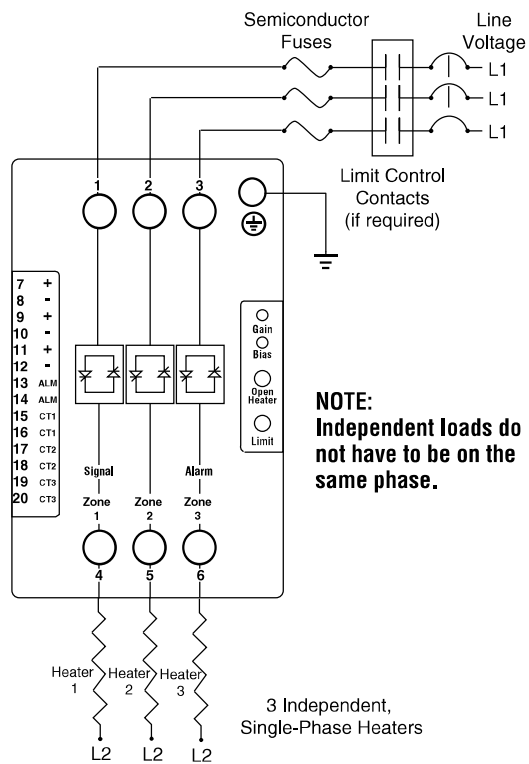 Semiconductor
Fuses
Line
Voltage
L1
L1
L1
Limit Control
Contacts
(if required)
1
2
3
7 +
8 -
9 +
10 -
11 +
12 -
13 ALM
14 ALM
15 CT1
16 CT1
17 CT2
18 CT2
19 CT3
20 CT3
Gain
Bias
Open
Heater
Limit
NOTE:
Independent loads do
not have to be on the
same phase.
Signal
Alarm
Zone
1
Zone
2
Zone
3
4
5
6
Heater
1
Heater
2
Heater
3
3 Independent,
Single-Phase Heaters
L2
L2
L2